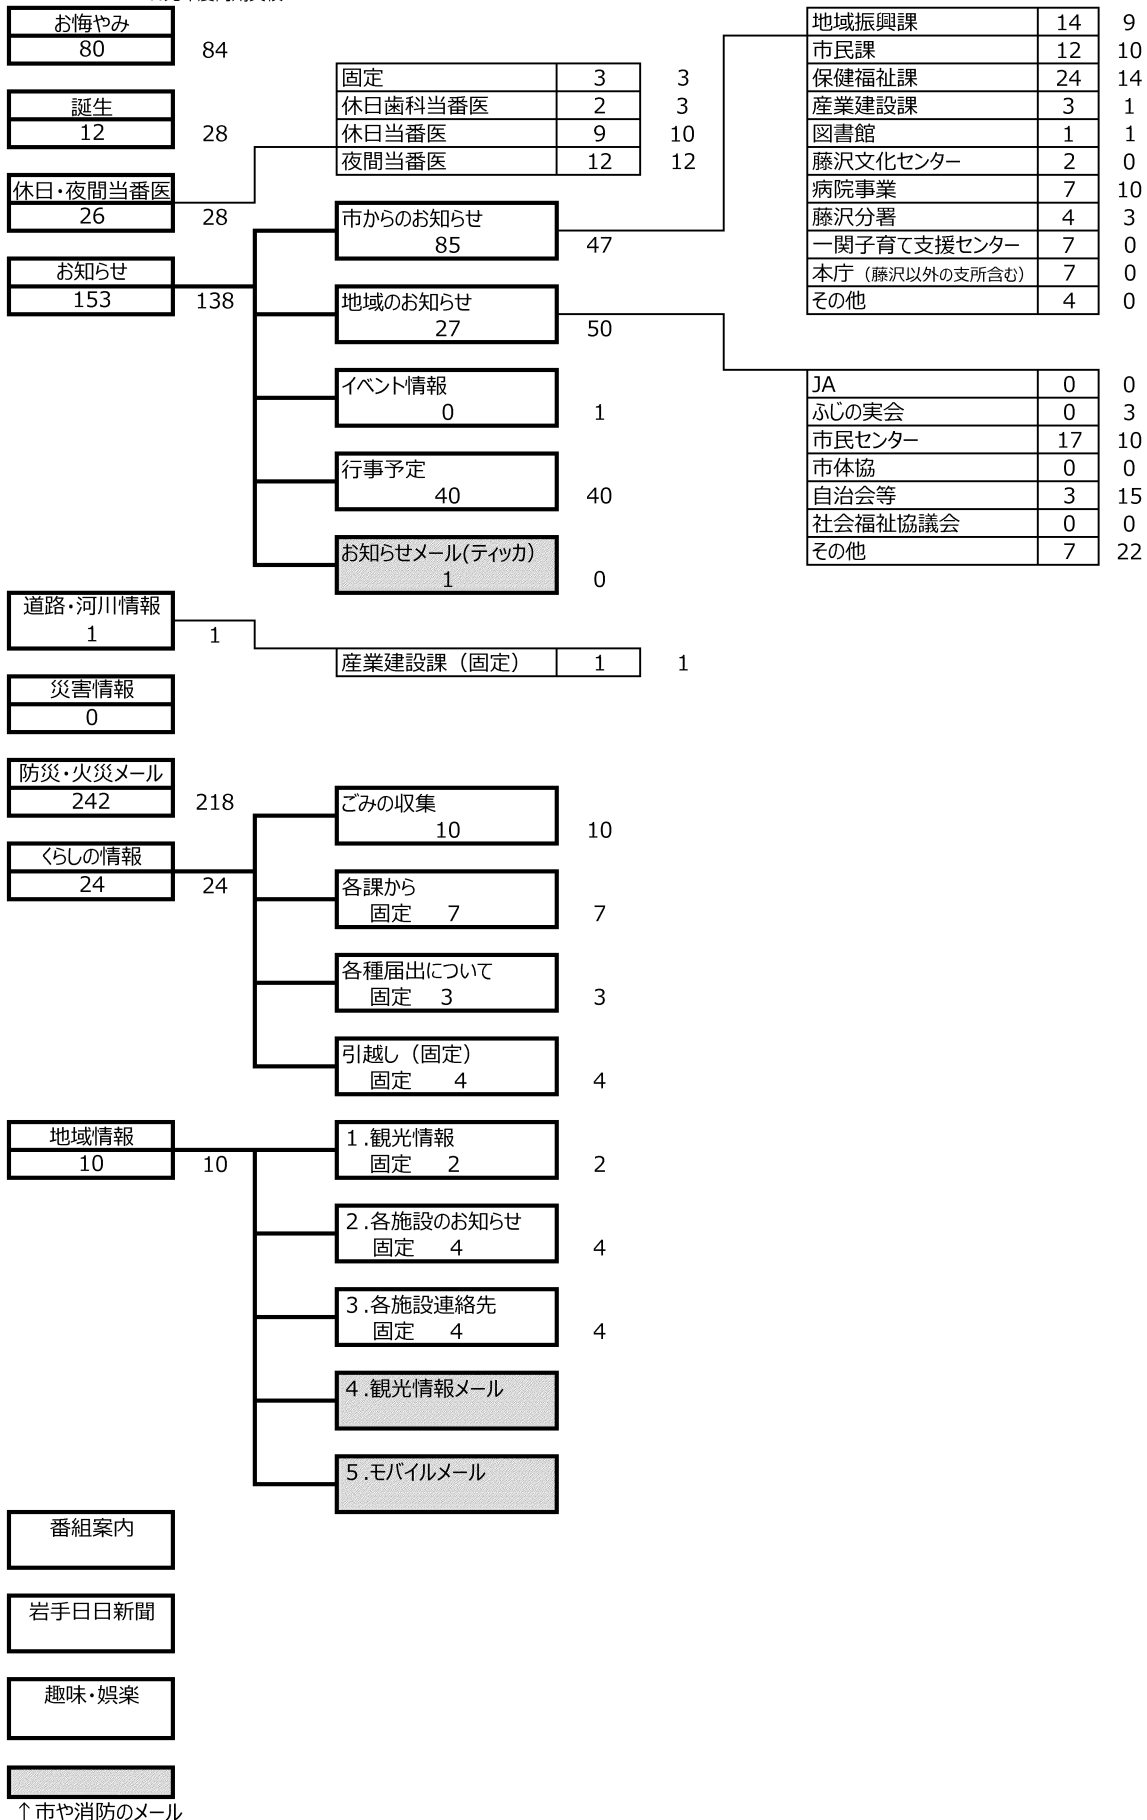 お悔やみ
80 84
誕生
12 28
休日・夜間当番医
26 28
固定 3 3
休日歯科当番医 2 3
休日当番医 9 10
夜間当番医 12 12
お知らせ
153 138
市からのお知らせ
85 47
地域振興課 14 9
市民課 12 10
保健福祉課 24 14
産業建設課 3 1
図書館 1 1
藤沢文化センター 2 0
病院事業 7 10
藤沢分署 4 3
一関子育て支援センター 7 0
本庁（藤沢以外の支所含む） 7 0
その他 4 0
地域のお知らせ
27 50
JA 0 0
ふじの実会 0 3
市民センター 17 10
市体協 0 0
自治会等 3 15
社会福祉協議会 0 0
その他 7 22
イベント情報
0 1
行事予定
40 40
お知らせメール(ティッカ)
1 0
道路・河川情報
1 1
産業建設課（固定） 1 1
災害情報
0
防災・火災メール
242 218
くらしの情報
24 24
ごみの収集
10 10
各課から
固定 7 7
各種届出について
固定 3 3
引越し（固定）
固定 4 4
地域情報
10 10
１.観光情報
固定 2 2
２.各施設のお知らせ
固定 4 4
３.各施設連絡先
固定 4 4
４.観光情報メール
５.モバイルメール
番組案内
岩手日日新聞
趣味・娯楽
↑市や消防のメール